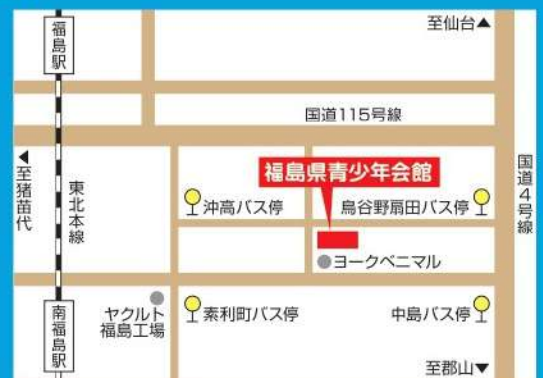 福島駅
至仙台▲
国道115号線
◀至猪苗代
東北本線
福島県青少年会館
国道4号線
沖高バス停
鳥谷野扇田バス停
ヨークベニマル
ヤクルト
福島工場
南福島駅
素利町バス停
中島バス停
至郡山▼